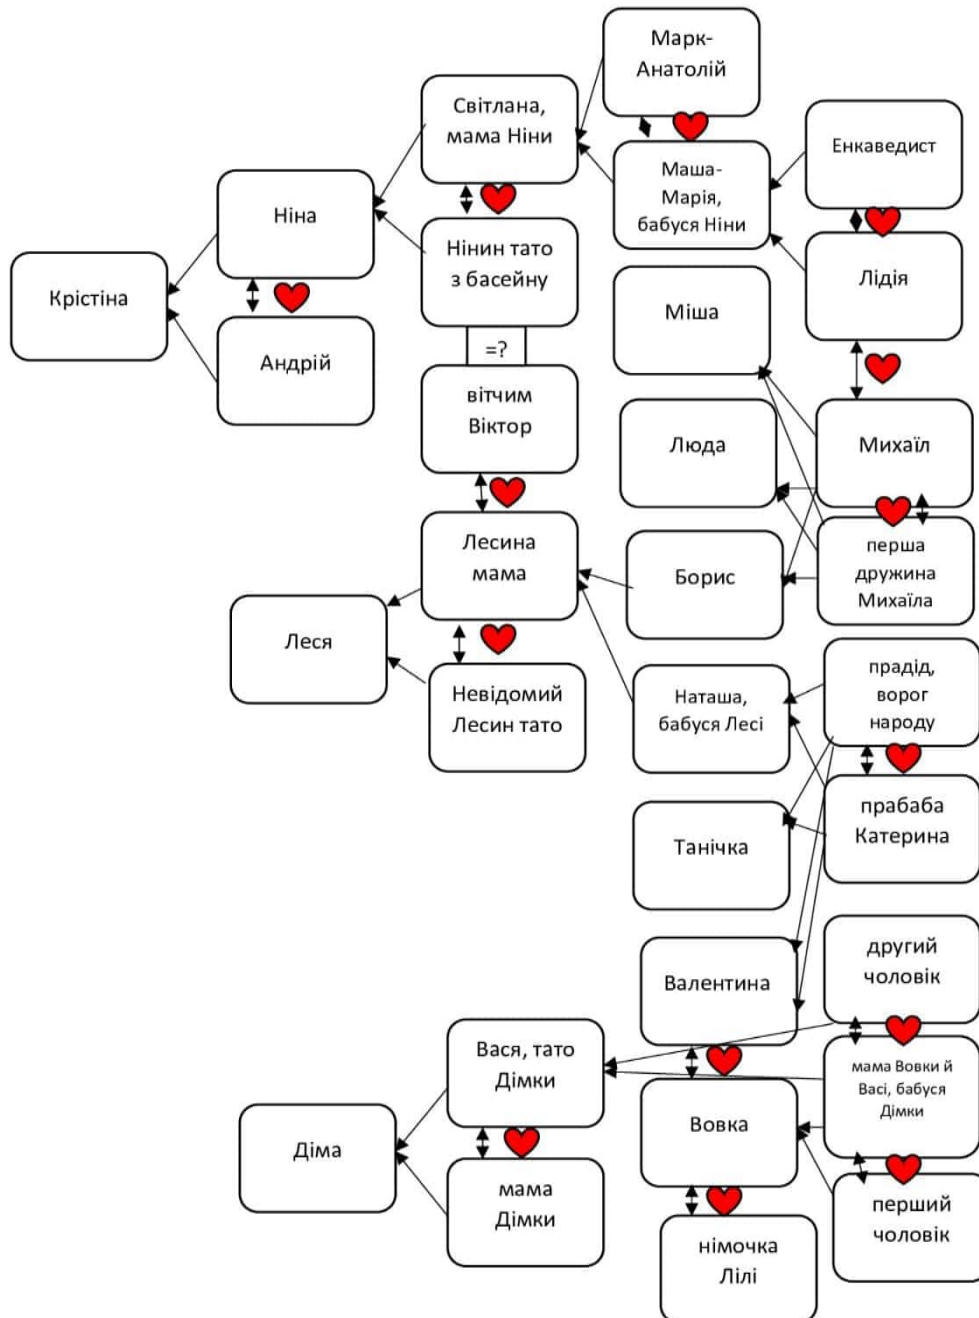 Марк-
Анатолій
Світлана,
мама Ніни
Енкаведист
Маша-
Марія,
бабуся Ніни
Ніна
Нінин тато
з басейну
Лідія
Крістіна
Міша
Андрій
=?
вітчим
Віктор
Люда
Михаїл
Лесина
мама
перша
дружина
Михаїла
Борис
Леся
Невідомий
Лесин тато
Наташа,
бабуся Лесі
прадід,
ворог
народу
Танічка
прабаба
Катерина
Валентина
другий
чоловік
Вася, тато
Дімки
мама Вовки й
Васі, бабуся
Дімки
Вовка
Діма
мама
Дімки
перший
чоловік
німочка
Лілі